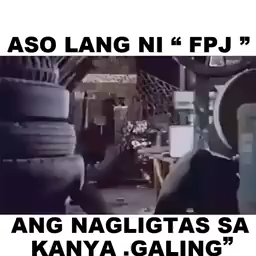 ASO LANG NI “ FPJ ”
ANG NAGLIGTAS SA
KANYA .GALING”